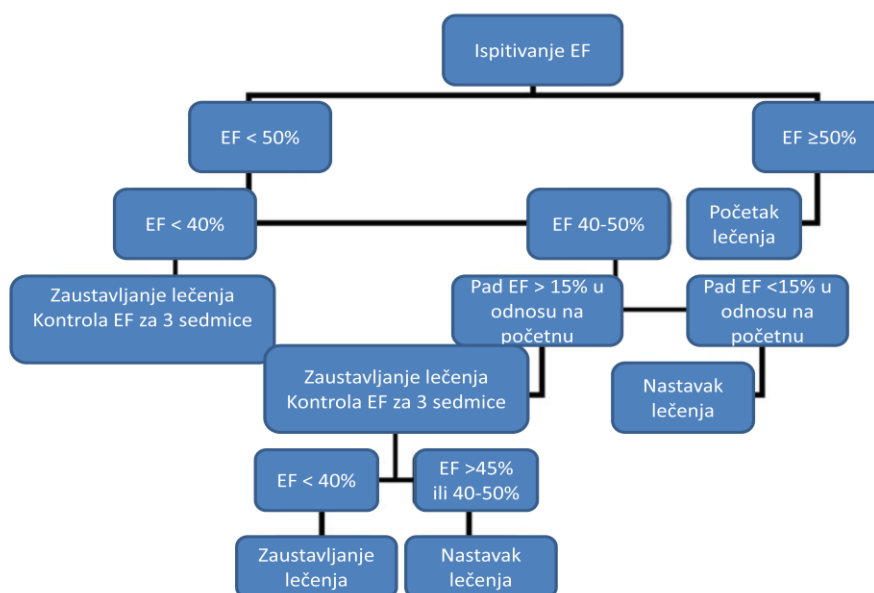 Ispitivanje EF
EF < 50%
EF ≥50%
EF < 40%
EF 40-50%
Početak
lečenja
Zaustavljanje lečenja
Kontrola EF za 3 sedmice
Pad EF > 15% u
odnosu na
početnu
Pad EF <15% u
odnosu na
početnu
Zaustavljanje lečenja
Kontrola EF za 3 sedmice
Nastavak
lečenja
EF < 40%
EF >45%
ili 40-50%
Zaustavljanje
lečenja
Nastavak
lečenja